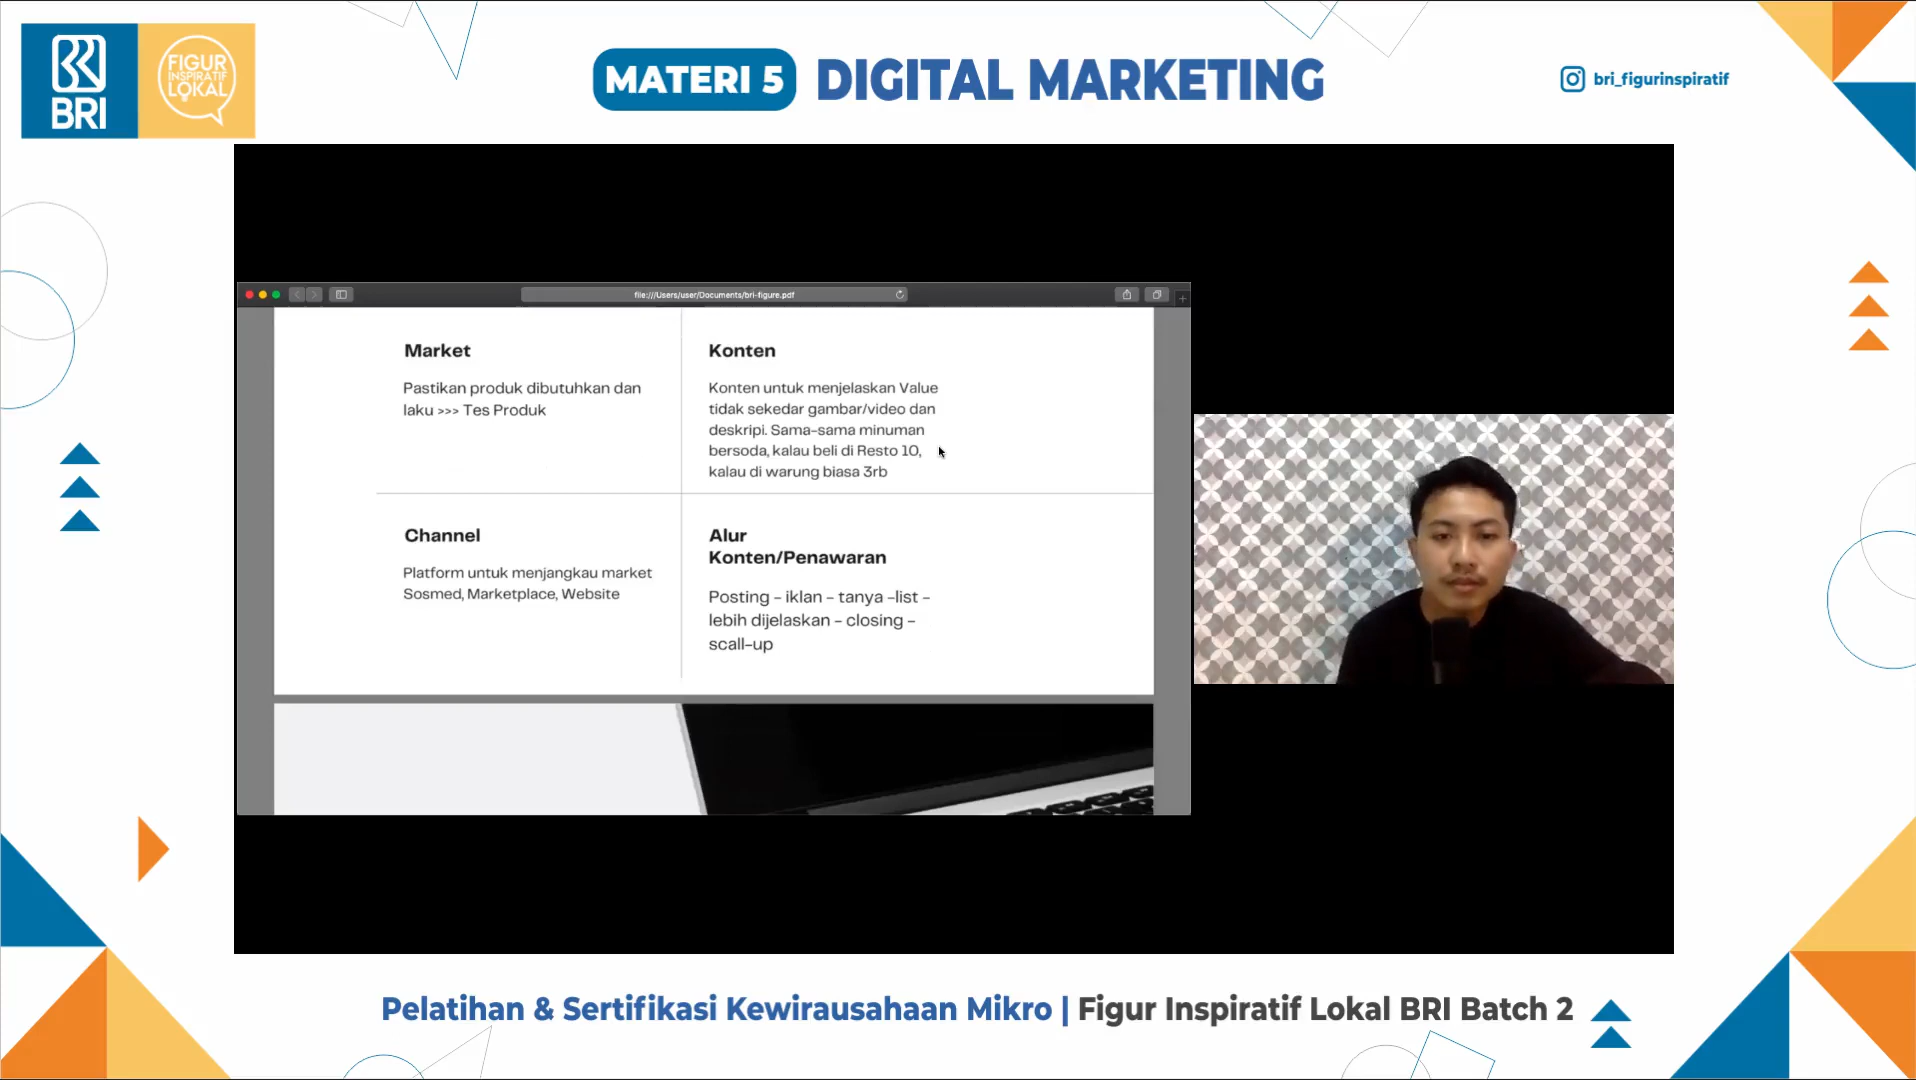 BRI
FIGUR
INSPIRATIF
LOKAL
MATERI 5 DIGITAL MARKETING
bri_figurinspiratif
file:///Users/user/Documents/bri-figure.pdf
Market
Pastikan produk dibutuhkan dan
laku >>> Tes Produk
Konten
Konten untuk menjelaskan Value
tidak sekedar gambar/video dan
deskripsi. Sama-sama minuman
bersoda, kalau beli di Resto 10,
kalau di warung biasa 3rb
Channel
Platform untuk menjangkau market
Sosmed, Marketplace, Website
Alur
Konten/Penawaran
Posting - iklan - tanya -list -
lebih dijelaskan - closing -
scall-up
Pelatihan & Sertifikasi Kewirausahaan Mikro | Figur Inspiratif Lokal BRI Batch 2